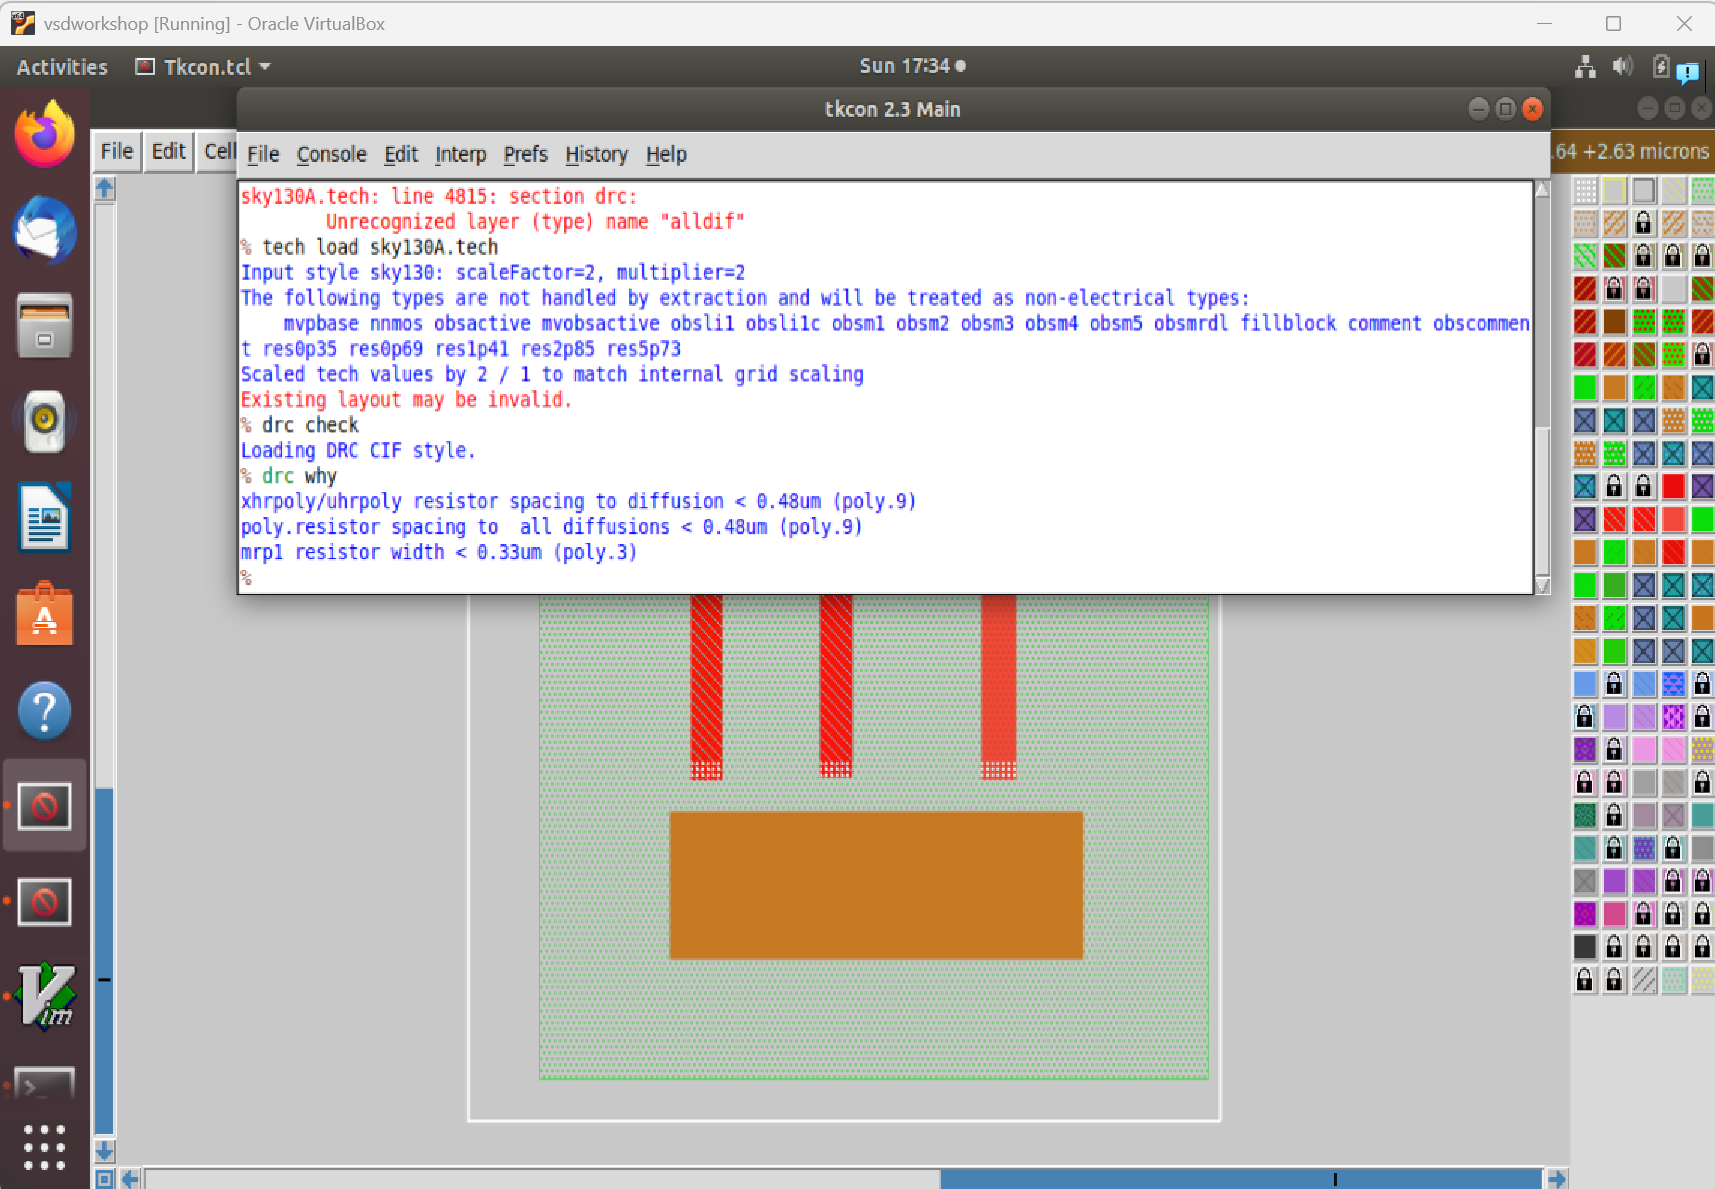 vsdworkshop [Running] - Oracle VirtualBox
Activities
Tkcon.tcl
Sun 17:34
tkcon 2.3 Main
File Edit Cell
File Console Edit Interp Prefs History Help
.64 +2.63 microns
sky130A.tech: line 4815: section drc:
Unrecognized layer (type) name "alldif"
% tech load sky130A.tech
Input style sky130: scaleFactor=2, multiplier=2
The following types are not handled by extraction and will be treated as non-electrical types:
mvpbase nnmos obsactive mvobsactive obsli1 obsli1c obsm1 obsm2 obsm3 obsm4 obsm5 obsmrdl fillblock comment obscommen
t res0p35 res0p69 res1p41 res2p85 res5p73
Scaled tech values by 2 / 1 to match internal grid scaling
Existing layout may be invalid.
% drc check
Loading DRC CIF style.
% drc why
xhrpoly/uhrpoly resistor spacing to diffusion < 0.48um (poly.9)
poly.resistor spacing to  all diffusions < 0.48um (poly.9)
mrp1 resistor width < 0.33um (poly.3)
%